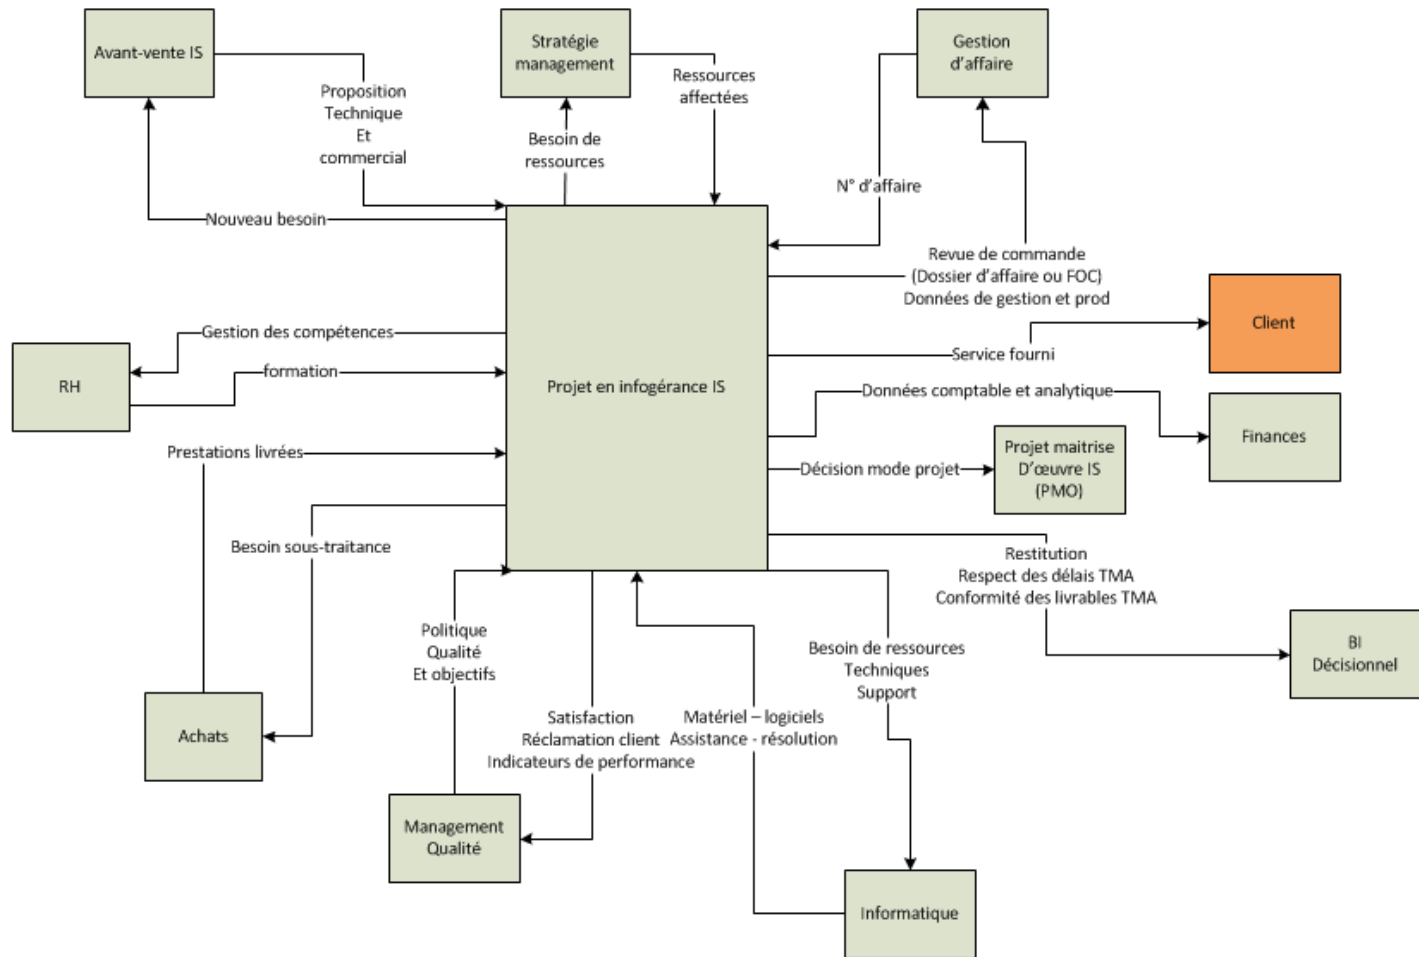 Avant-vente IS
Stratégie
management
Gestion
d'affaire
Proposition
Technique
Et
commercial
Ressources
affectées
Besoin de
ressources
N° d'affaire
Nouveau besoin
Revue de commande
(Dossier d'affaire ou FOC)
Données de gestion et prod
Client
Gestion des compétences
Service fourni
RH
formation
Projet en infogérance IS
Données comptable et analytique
Finances
Prestations livrées
Décision mode projet
Projet maitrise
D'œuvre IS
(PMO)
Besoin sous-traitance
Restitution
Respect des délais TMA
Conformité des livrables TMA
Politique
Qualité
Et objectifs
Besoin de ressources
Techniques
Support
BI
Décisionnel
Achats
Satisfaction
Réclamation client
Indicateurs de performance
Matériel – logiciels
Assistance - résolution
Management
Qualité
Informatique